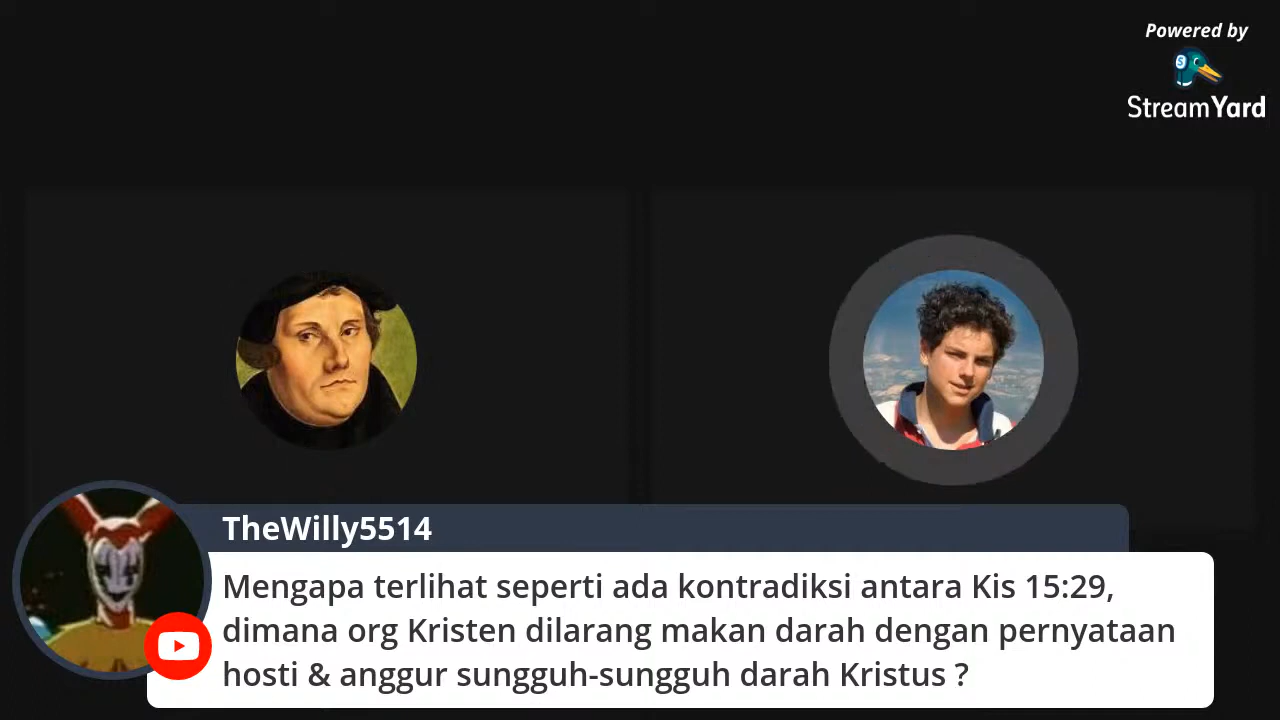 Powered by
StreamYard
TheWilly5514
Mengapa terlihat seperti ada kontradiksi antara Kis 15:29,
dimana org Kristen dilarang makan darah dengan pernyataan
hosti & anggur sungguh-sungguh darah Kristus ?